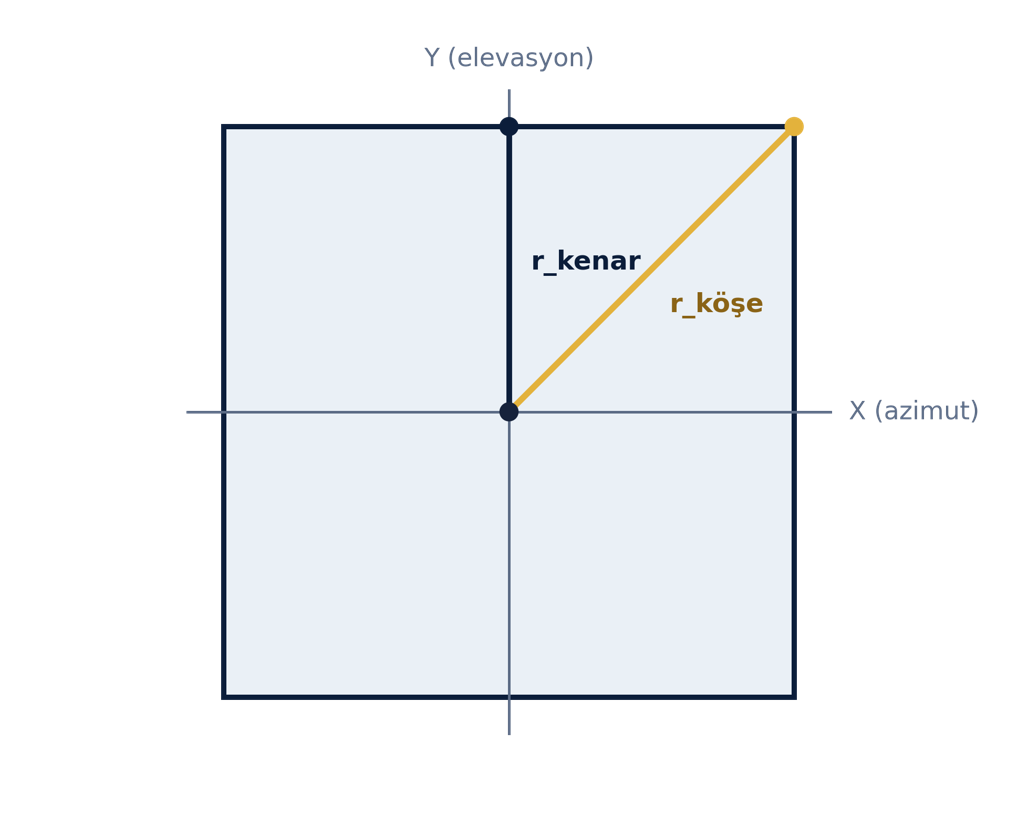 Y (elevasyon)
r_kenar
r_köşe
X (azimut)